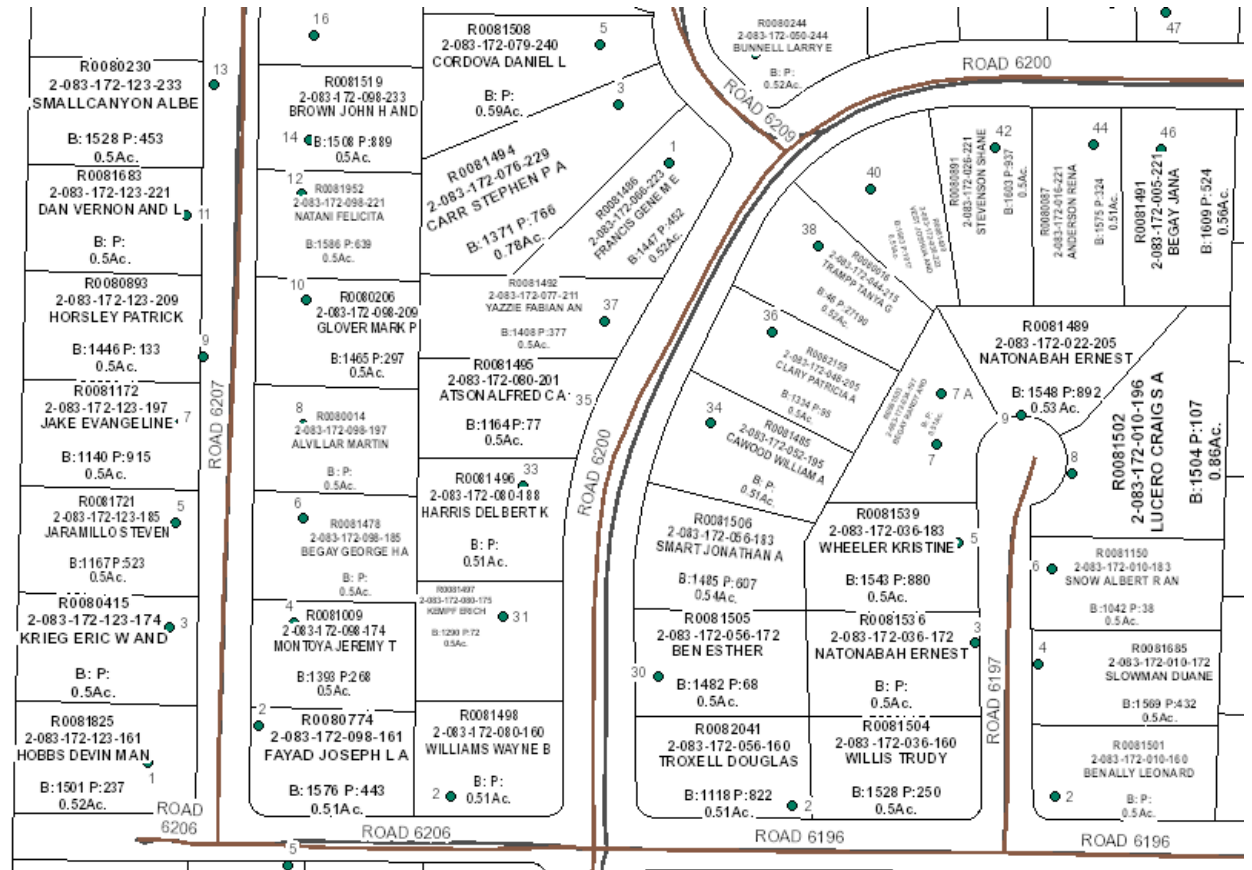 16
R0081508
2-083-172-079-240
CORDOVA DANIEL L
B: P:
0.59Ac.
5
R0080244
2-083-172-050-244
BUNNELL LARRY E
B: P:
0.52Ac.
47
ROAD 6200
R0080230
2-083-172-123-233
SMALLCANYON ALBE
B:1528 P:453
0.5Ac.
13
R0081519
2-083-172-098-233
BROWN JOHN H AND
B:1508 P:889
0.5Ac.
14
3
ROAD 6209
R0081494
2-083-172-076-229
CARR STEPHEN P A
B:1371 P:766
0.78Ac.
1
R0081486
2-083-172-066-223
FRANCIS GENE M E
B:1447 P:452
0.52Ac.
40
42
R0080891
2-083-172-026-221
STEVENSON SHANE
B:1603 P:937
0.5Ac.
44
R0080087
2-083-172-016-221
ANDERSON RENA
B:1575 P:324
0.51Ac.
46
R0081491
2-083-172-005-221
BEGAY JANA
B:1609 P:524
0.56Ac.
R0081683
2-083-172-123-221
DAN VERNON AND L
B: P:
0.5Ac.
11
12
R0081952
2-083-172-098-221
NATANI FELICITA
B:1586 P:639
0.5Ac.
38
R0080016
2-083-172-044-215
TRAMPP TANYA G
B:46 P:27190
0.52Ac.
R0080893
2-083-172-123-209
HORSLEY PATRICK
B:1446 P:133
0.5Ac.
9
10
R0080206
2-083-172-098-209
GLOVER MARK P
B:1465 P:297
0.5Ac.
R0081492
2-083-172-077-211
YAZZIE FABIAN AN
B:1408 P:377
0.5Ac.
37
36
R0082159
2-083-172-048-205
CLARY PATRICIA A
B:1334 P:95
0.5Ac.
R0081489
2-083-172-022-205
NATONABAH ERNEST
B:1548 P:892
0.53 Ac.
9
R0081172
2-083-172-123-197
JAKE EVANGELINE
B:1140 P:915
0.5Ac.
7
ROAD 6207
8
R0080014
2-083-172-098-197
ALVILLAR MARTIN
B: P:
0.5Ac.
R0081495
2-083-172-080-201
ATSON ALFRED C A
B:1164 P:77
0.5Ac.
35
ROAD 6200
34
R0081485
2-083-172-052-195
CAWOOD WILLIAM A
B: P:
0.51Ac.
BEGAY RANDY AND
B: P:
0.51Ac.
7 A
7
8
R0081502
2-083-172-010-196
LUCERO CRAIG S A
B:1504 P:107
0.86Ac.
R0081721
2-083-172-123-185
JARAMILLO STEVEN
B:1167 P:523
0.5Ac.
5
6
R0081478
2-083-172-098-185
BEGAY GEORGE H A
B: P:
0.5Ac.
R0081496
2-083-172-080-188
HARRIS DELBERT K
B: P:
0.51Ac.
33
R0081506
2-083-172-056-183
SMART JONATHAN A
B:1485 P:607
0.54Ac.
R0081539
2-083-172-036-183
WHEELER KRISTINE
B:1543 P:880
0.5Ac.
5
6
R0081150
2-083-172-010-183
SNOW ALBERT R AN
B:1042 P:38
0.5Ac.
R0080415
2-083-172-123-174
KRIEG ERIC W AND
B: P:
0.5Ac.
3
4
R0081009
2-083-172-098-174
MONTOYA JEREMY T
B:1393 P:268
0.5Ac.
R0081497
2-083-172-080-175
KEMPF ERICH
B:1290 P:72
0.5Ac.
31
R0081505
2-083-172-056-172
BEN ESTHER
B:1482 P:68
0.5Ac.
30
R0081536
2-083-172-036-172
NATONABAH ERNEST
B: P:
0.5Ac.
3
ROAD 6197
4
R0081685
2-083-172-010-172
SLOWMAN DUANE
B:1569 P:432
0.5Ac.
R0081825
2-083-172-123-161
HOBBS DEVIN MAN
B:1501 P:237
0.52Ac.
1
2
R0080774
2-083-172-098-161
FAYAD JOSEPH L A
B:1576 P:443
0.51Ac.
R0081498
2-083-172-080-160
WILLIAMS WAYNE B
B: P:
0.51Ac.
2
R0082041
2-083-172-056-160
TROXELL DOUGLAS
B:1118 P:822
0.51Ac.
2
R0081504
2-083-172-036-160
WILLIS TRUDY
B:1528 P:250
0.5Ac.
R0081501
2-083-172-010-160
BENALLY LEONARD
B: P:
0.5Ac.
2
ROAD
6206
ROAD 6206
ROAD 6196
ROAD 6196
5